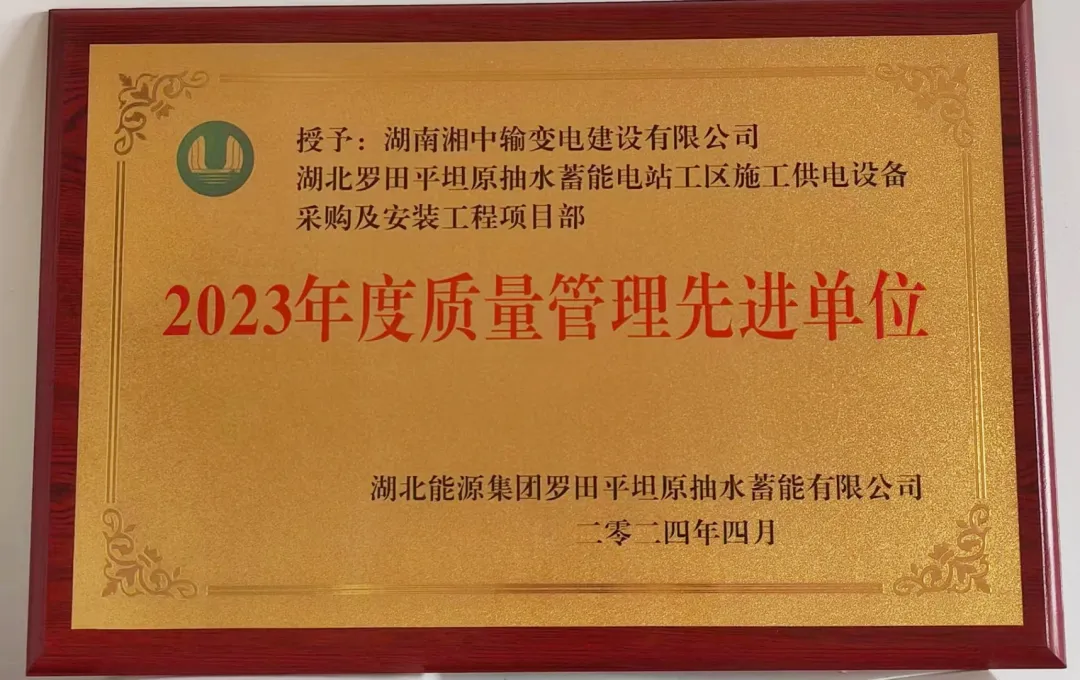 授予：湖南湘中输变电建设有限公司
湖北罗田平坦原抽水蓄能电站工区施工供电设备
采购及安装工程项目部
2023年度质量管理先进单位
湖北能源集团罗田平坦原抽水蓄能有限公司
二零二四年四月